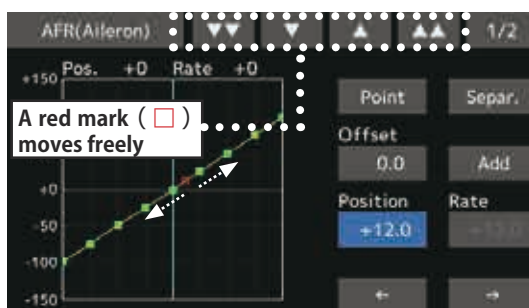 AFR(Aileron) ▼▼ ▼ ▲ ▲▲ 1/2
Pos. +0 Rate +0
+150
A red mark (□)
moves freely
+0
-50
-100
-150
Point Separ.
Offset
0.0 Add
Position Rate
+12.0
← →